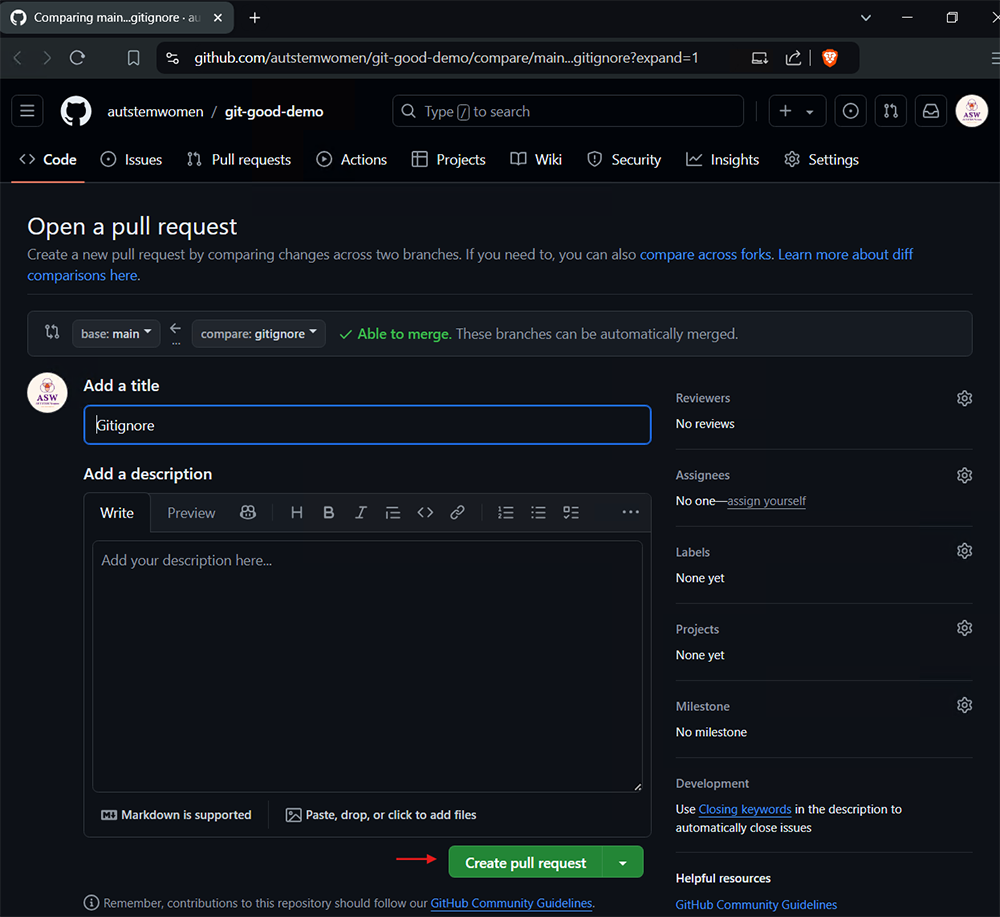 Comparing main...gitignore · au
github.com/autstemwomen/git-good-demo/compare/main...gitignore?expand=1
autstemwomen / git-good-demo
Type / to search
ASW
Code Issues Pull requests Actions Projects Wiki Security Insights Settings
Open a pull request
Create a new pull request by comparing changes across two branches. If you need to, you can also compare across forks. Learn more about diff
comparisons here.
base: main compare: gitignore Able to merge. These branches can be automatically merged.
ASW
Add a title
Gitignore
Add a description
Write Preview
Add your description here...
Markdown is supported Paste, drop, or click to add files
Create pull request
Remember, contributions to this repository should follow our GitHub Community Guidelines.
Reviewers
No reviews
Assignees
No one—assign yourself
Labels
None yet
Projects
None yet
Milestone
No milestone
Development
Use Closing keywords in the description to
automatically close issues
Helpful resources
GitHub Community Guidelines